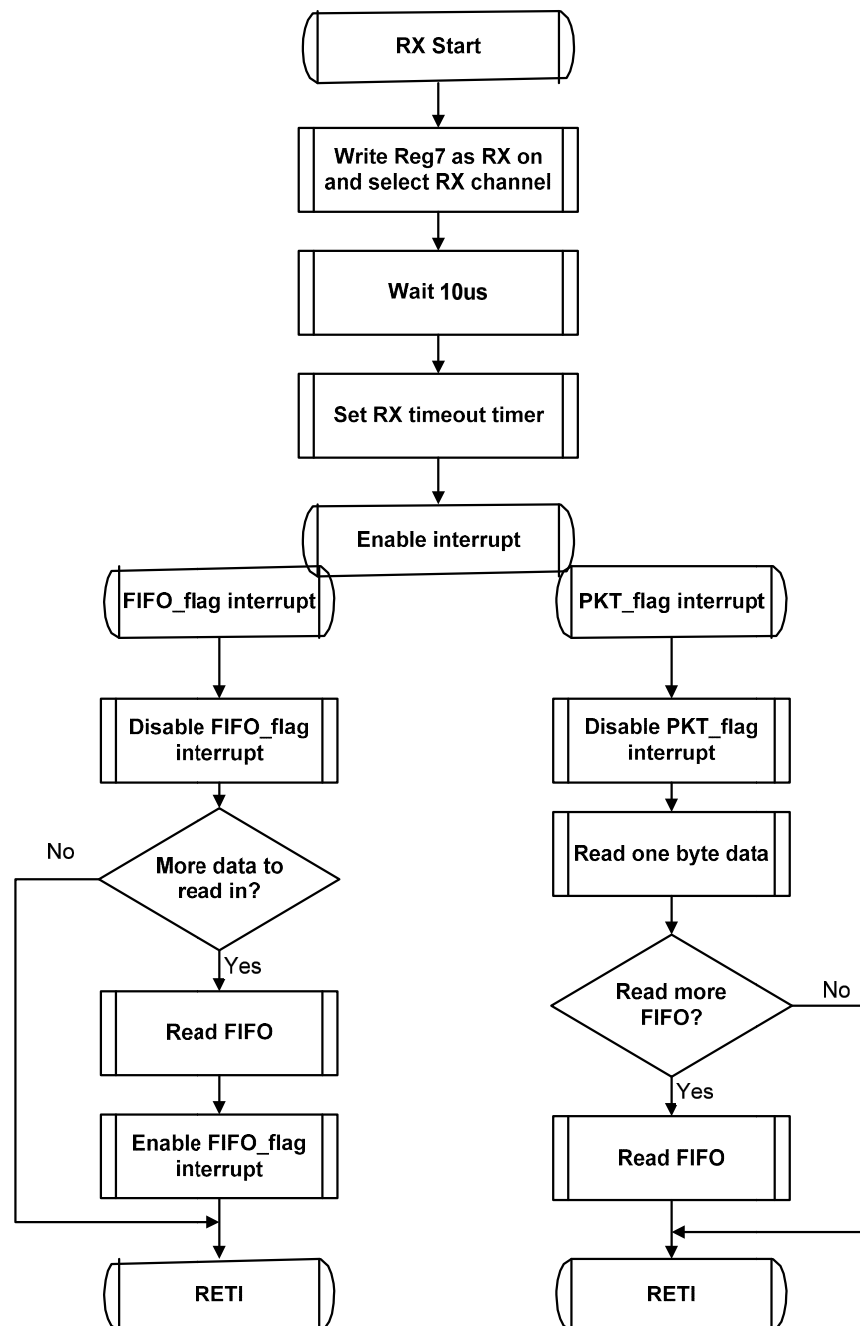 RX Start
Write Reg7 as RX on
and select RX channel
Wait 10us
Set RX timeout timer
Enable interrupt
FIFO_flag interrupt
Disable FIFO_flag
interrupt
No
More data to
read in?
Yes
Read FIFO
Enable FIFO_flag
interrupt
RETI
PKT_flag interrupt
Disable PKT_flag
interrupt
Read one byte data
Read more
FIFO?
No
Yes
Read FIFO
RETI